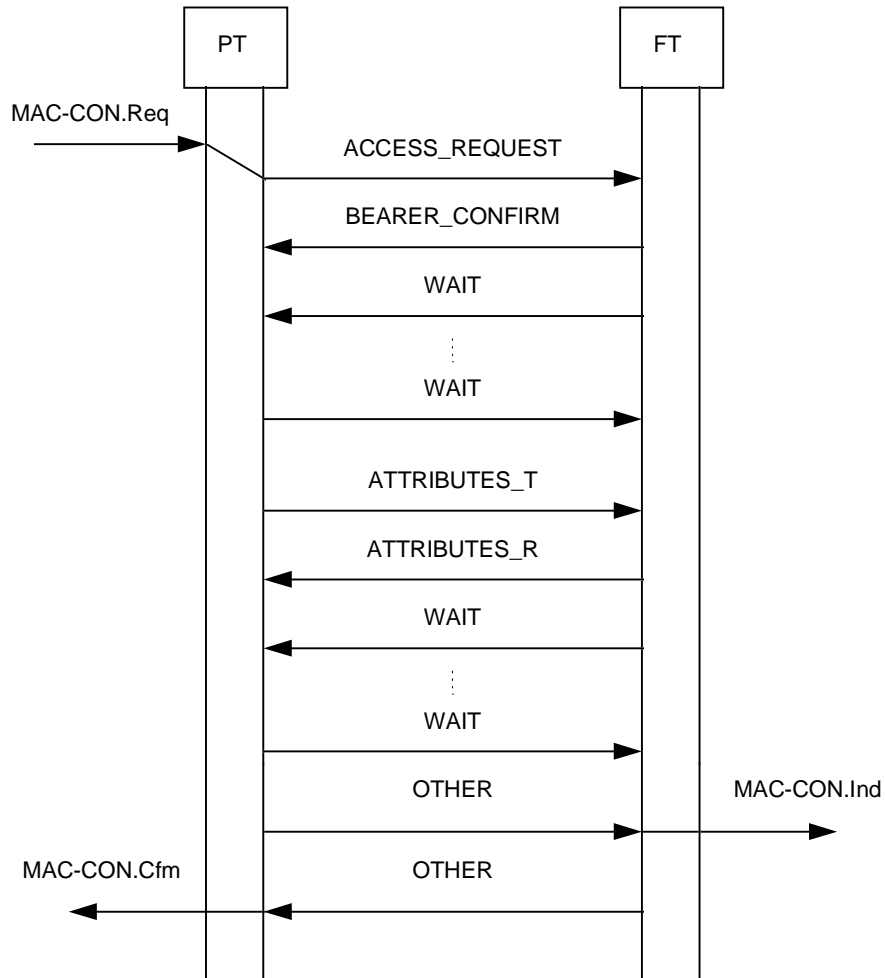 PT
FT
MAC-CON.Req
ACCESS_REQUEST
BEARER_CONFIRM
WAIT
WAIT
ATTRIBUTES_T
ATTRIBUTES_R
WAIT
WAIT
OTHER
MAC-CON.Ind
MAC-CON.Cfm
OTHER